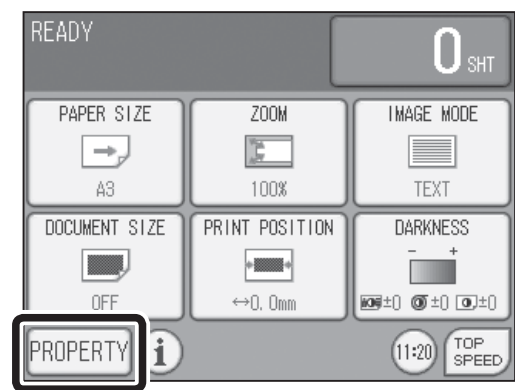 READY
0 SHT
PAPER SIZE
A3
ZOOM
100%
IMAGE MODE
TEXT
DOCUMENT SIZE
OFF
PRINT POSITION
↔0. 0mm
DARKNESS
- +
±0 ±0 ±0
PROPERTY
i
11:20
TOP
SPEED